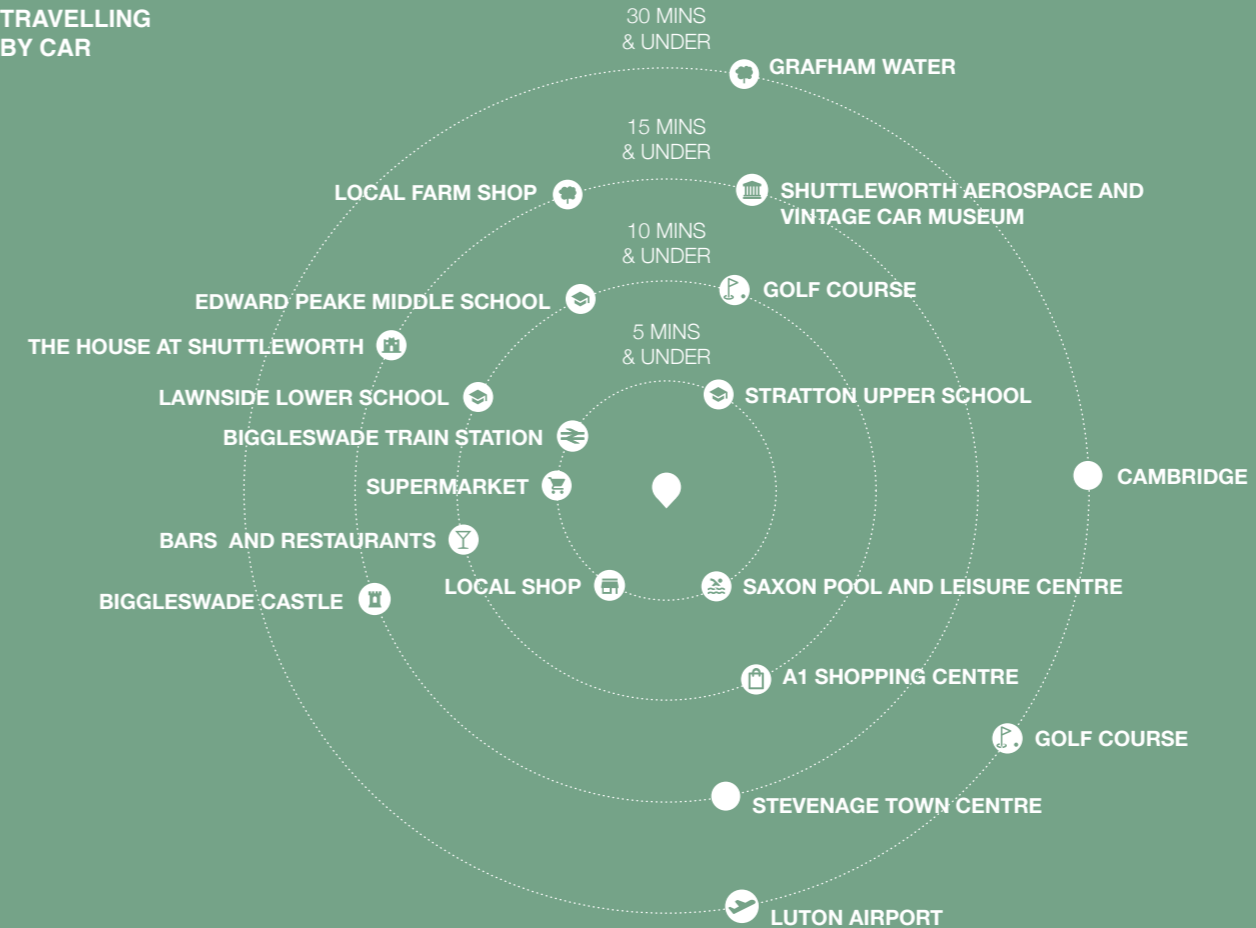 TRAVELLING
BY CAR
30 MINS
& UNDER
GRAFHAM WATER
15 MINS
& UNDER
LOCAL FARM SHOP
SHUTTLEWORTH AEROSPACE AND
VINTAGE CAR MUSEUM
10 MINS
& UNDER
EDWARD PEAKE MIDDLE SCHOOL
GOLF COURSE
THE HOUSE AT SHUTTLEWORTH
5 MINS
& UNDER
LAWNSIDE LOWER SCHOOL
STRATTON UPPER SCHOOL
BIGGLESWADE TRAIN STATION
CAMBRIDGE
SUPERMARKET
BARS AND RESTAURANTS
LOCAL SHOP
SAXON POOL AND LEISURE CENTRE
BIGGLESWADE CASTLE
A1 SHOPPING CENTRE
GOLF COURSE
STEVENAGE TOWN CENTRE
LUTON AIRPORT